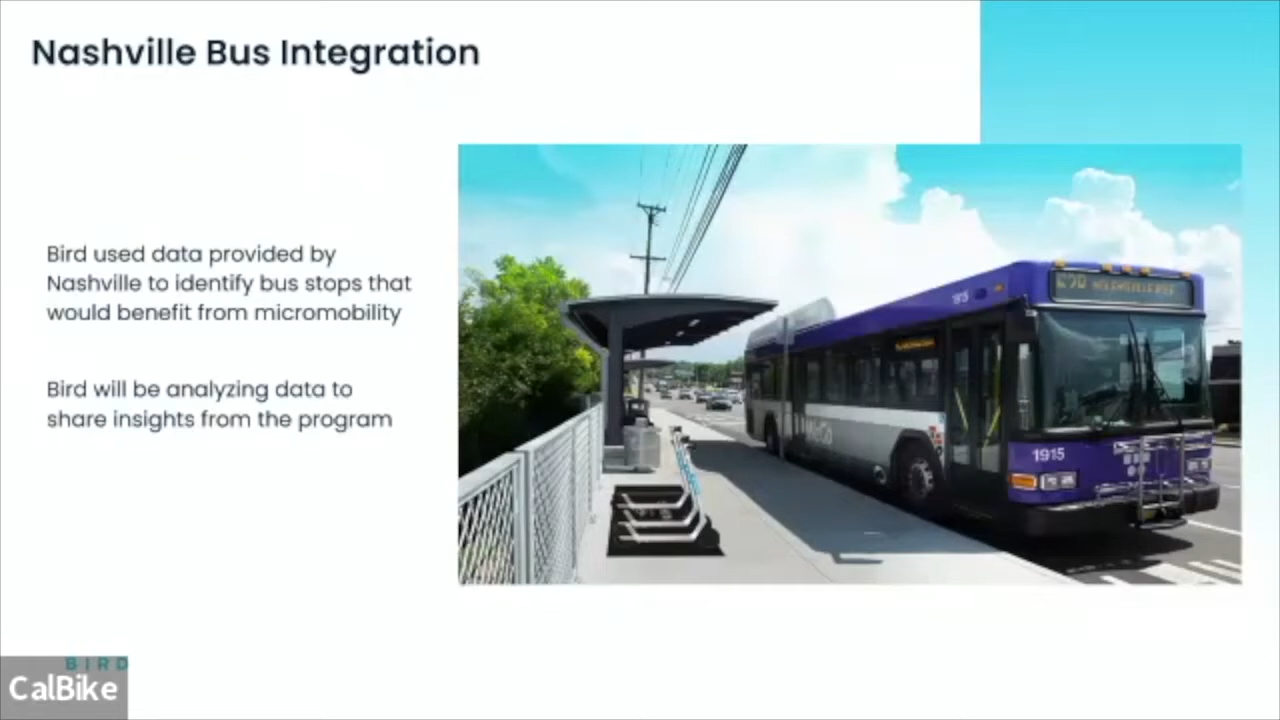 Nashville Bus Integration
Bird used data provided by
Nashville to identify bus stops that
would benefit from micromobility
Bird will be analyzing data to
share insights from the program
1915
1915
BIRD
CalBike